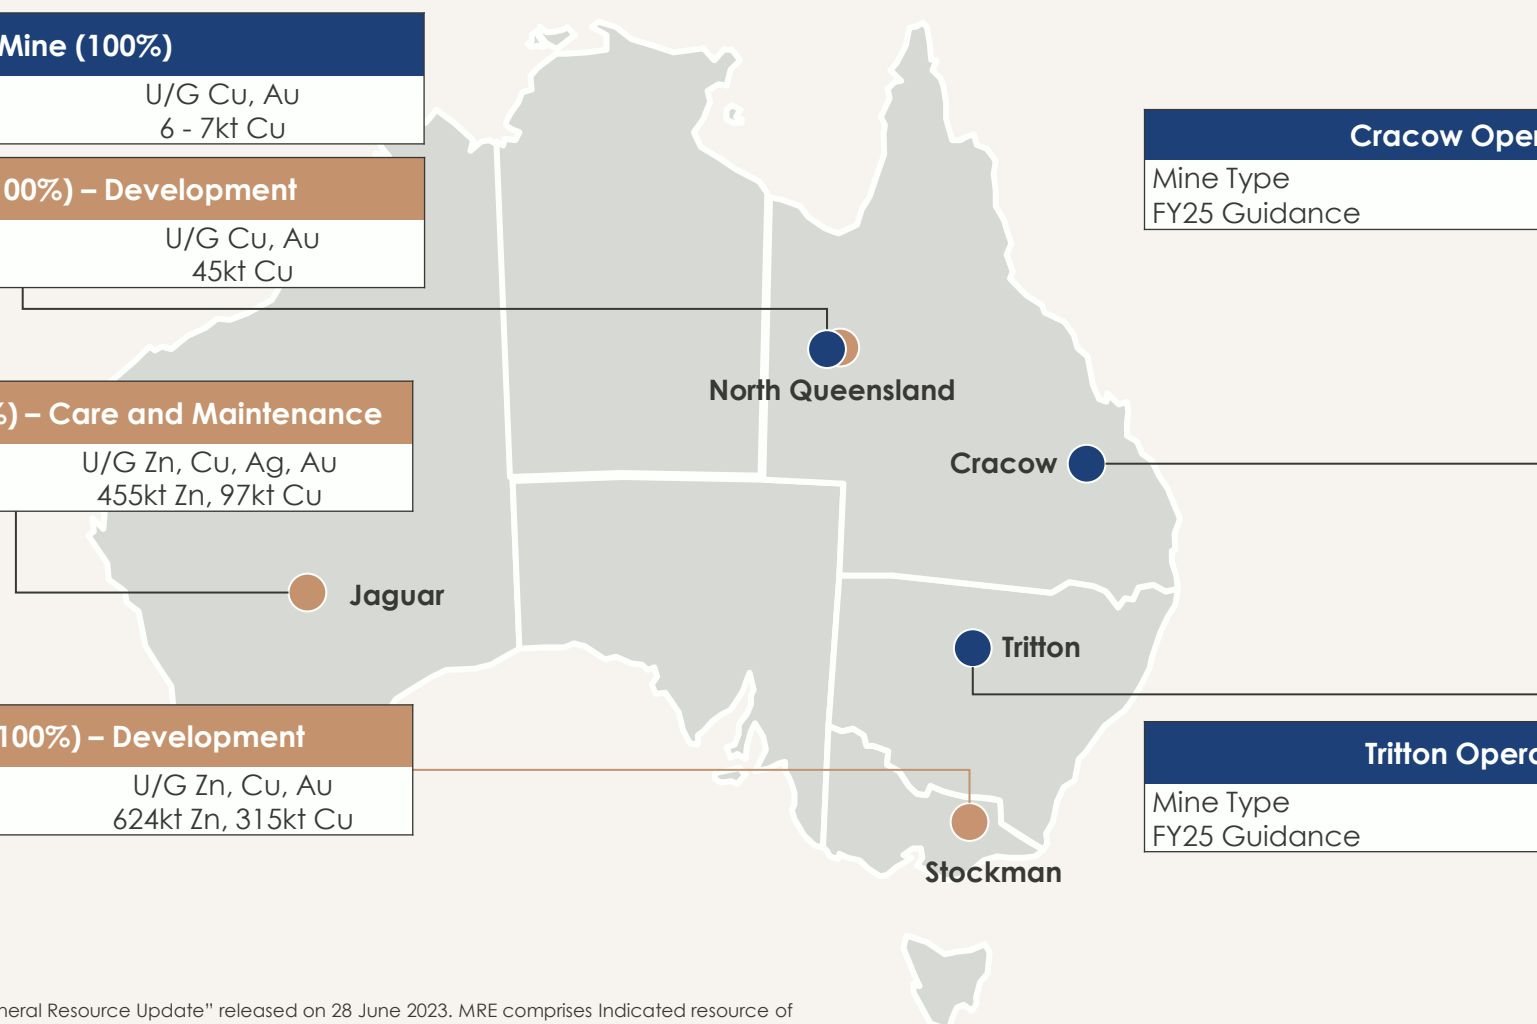 Mine (100%)
U/G Cu, Au
6 - 7kt Cu
00%) – Development
U/G Cu, Au
45kt Cu
%) – Care and Maintenance
U/G Zn, Cu, Ag, Au
455kt Zn, 97kt Cu
100%) – Development
U/G Zn, Cu, Au
624kt Zn, 315kt Cu
North Queensland
Cracow
Jaguar
Tritton
Stockman
Cracow Oper
Mine Type
FY25 Guidance
Tritton Opera
Mine Type
FY25 Guidance
neral Resource Update” released on 28 June 2023. MRE comprises Indicated resource of